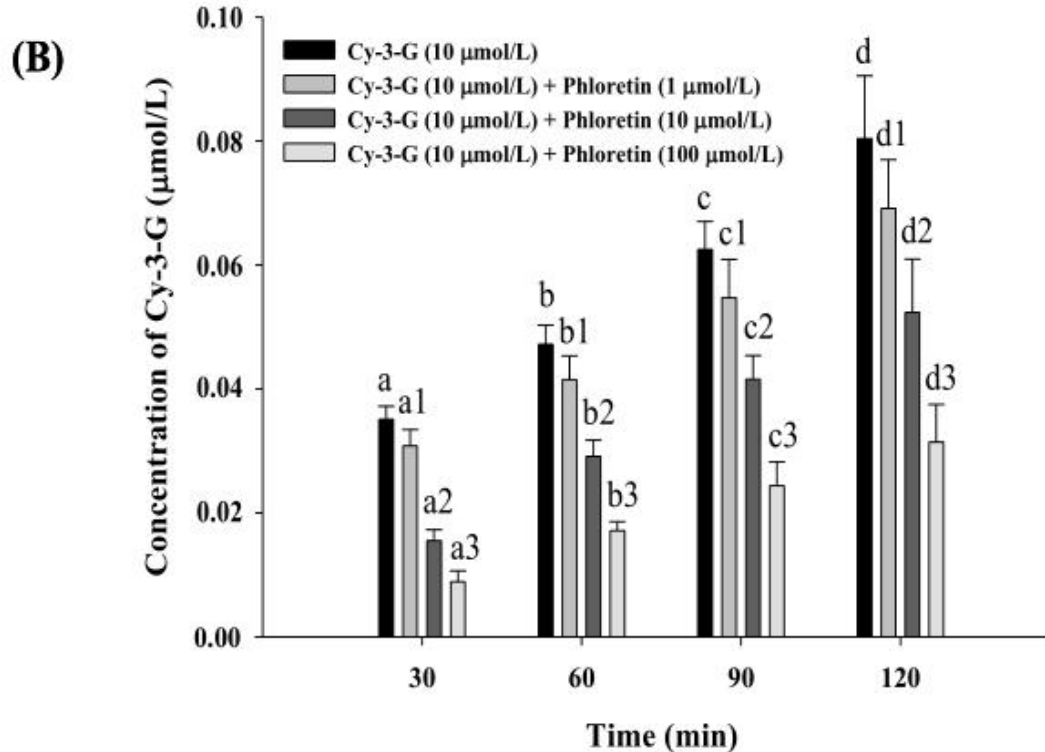 (B)
Concentration of Cy-3-G (μmol/L)
0.10
0.08
0.06
0.04
0.02
0.00
Cy-3-G (10 μmol/L)
Cy-3-G (10 μmol/L) + Phloretin (1 μmol/L)
Cy-3-G (10 μmol/L) + Phloretin (10 μmol/L)
Cy-3-G (10 μmol/L) + Phloretin (100 μmol/L)
a
a1
a2
a3
b
b1
b2
b3
c
c1
c2
c3
d
d1
d2
d3
30
60
90
120
Time (min)